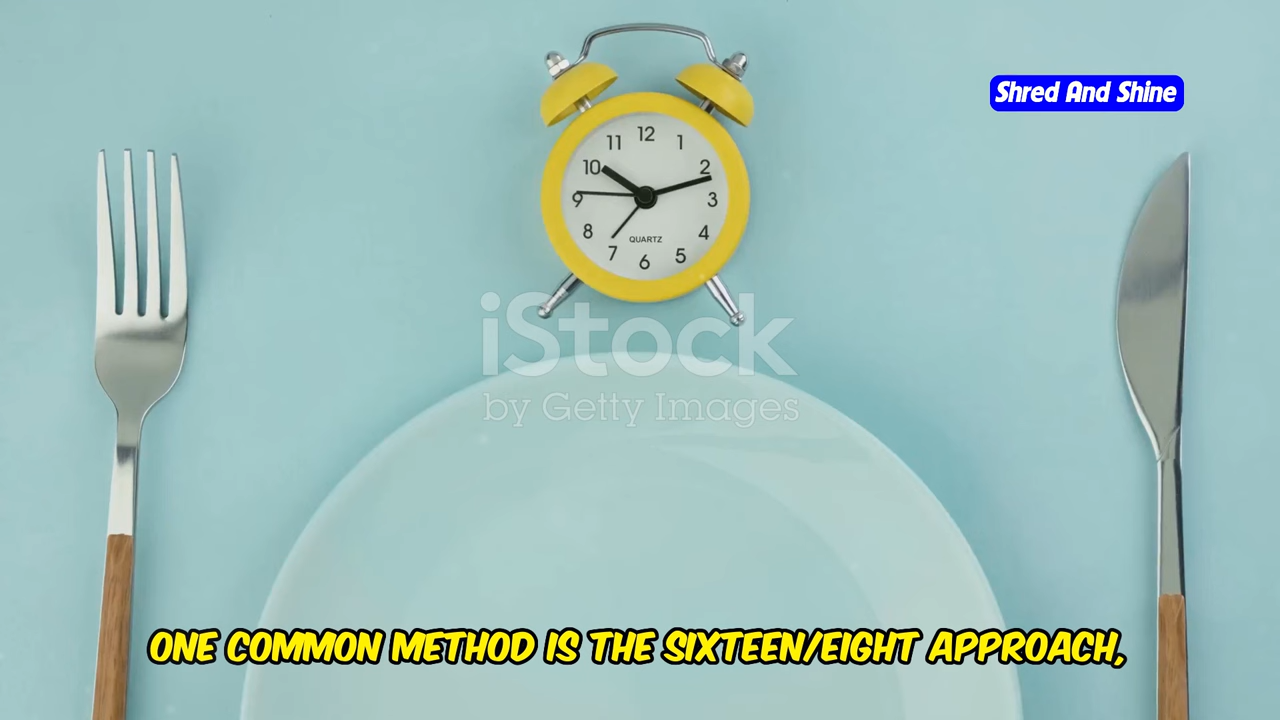 Shred And Shine
12
11
1
10
2
9
3
8
4
QUARTZ
7
5
6
iStock
by Getty Images
ONE COMMON METHOD IS THE SIXTEEN/EIGHT APPROACH,